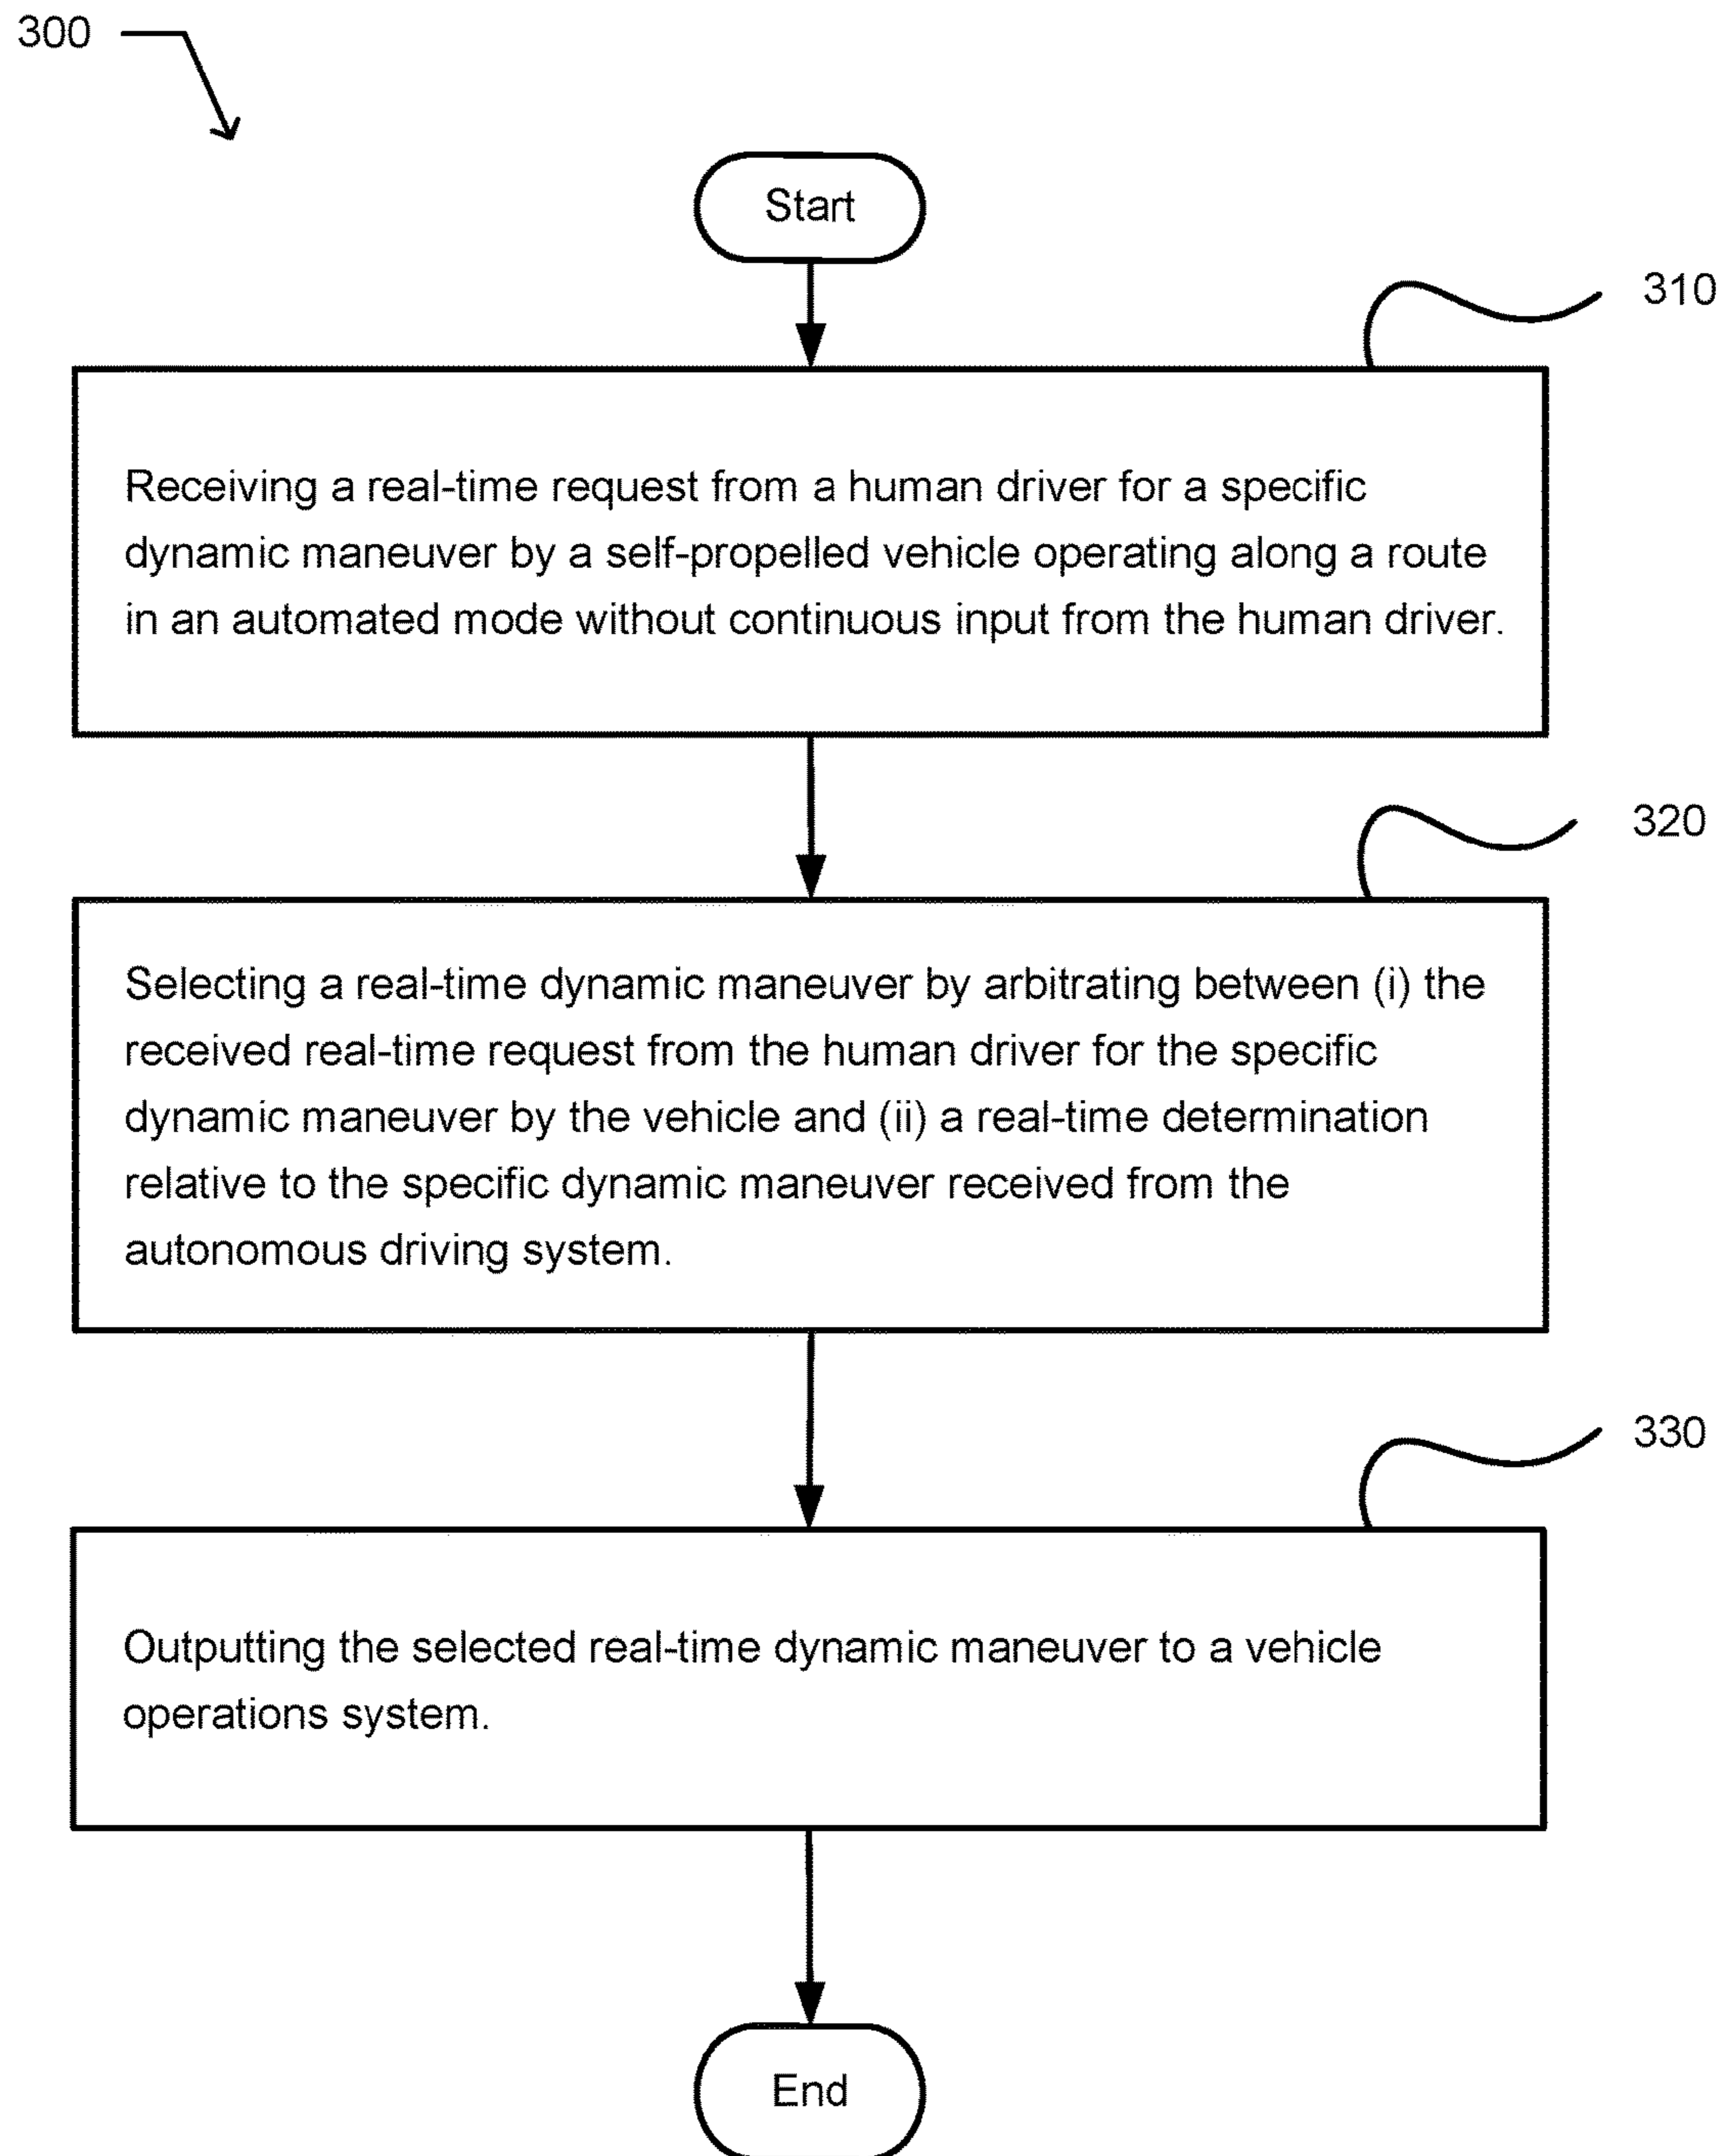 300
Start
310
Receiving a real-time request from a human driver for a specific
dynamic maneuver by a self-propelled vehicle operating along a route
in an automated mode without continuous input from the human driver.
320
Selecting a real-time dynamic maneuver by arbitrating between (i) the
received real-time request from the human driver for the specific
dynamic maneuver by the vehicle and (ii) a real-time determination
relative to the specific dynamic maneuver received from the
autonomous driving system.
330
Outputting the selected real-time dynamic maneuver to a vehicle
operations system.
End